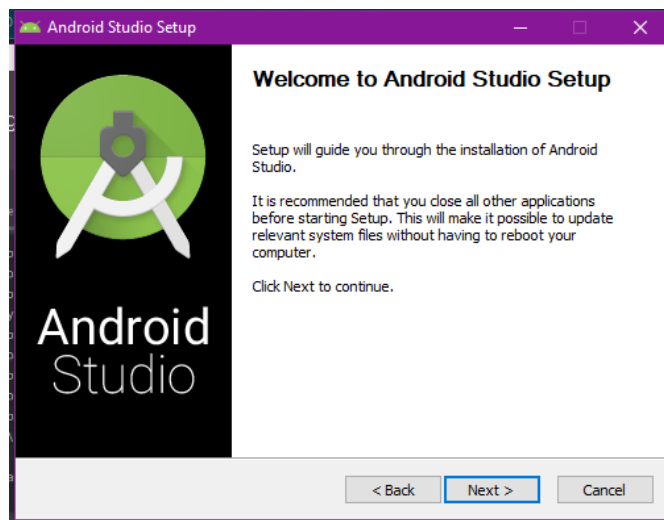 Android Studio Setup
Welcome to Android Studio Setup
Setup will guide you through the installation of Android
Studio.
It is recommended that you close all other applications
before starting Setup. This will make it possible to update
relevant system files without having to reboot your
computer.
Click Next to continue.
Android
Studio
< Back
Next >
Cancel